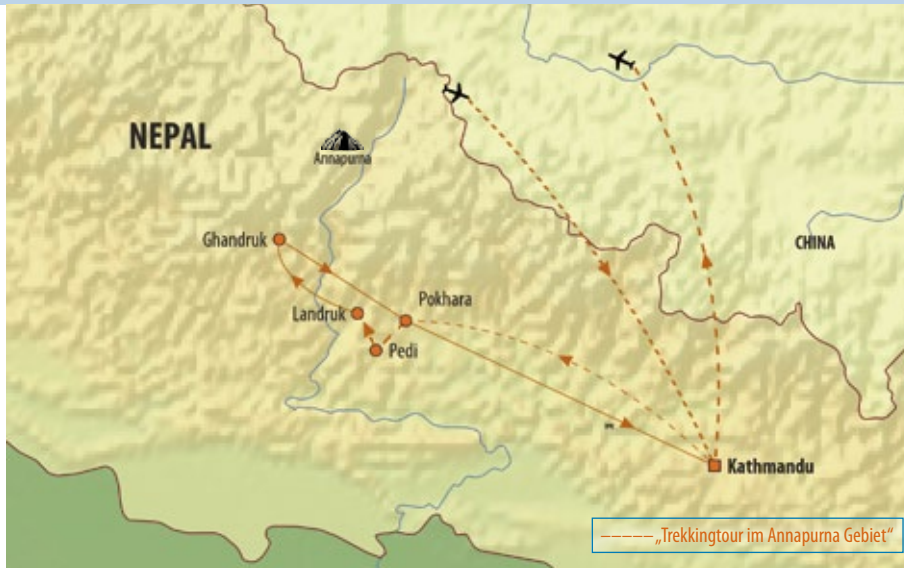 NEPAL
Annapurna
Ghandruk
CHINA
Pokhara
Landruk
Pedi
Kathmandu
„Trekkingtour im Annapurna Gebiet“